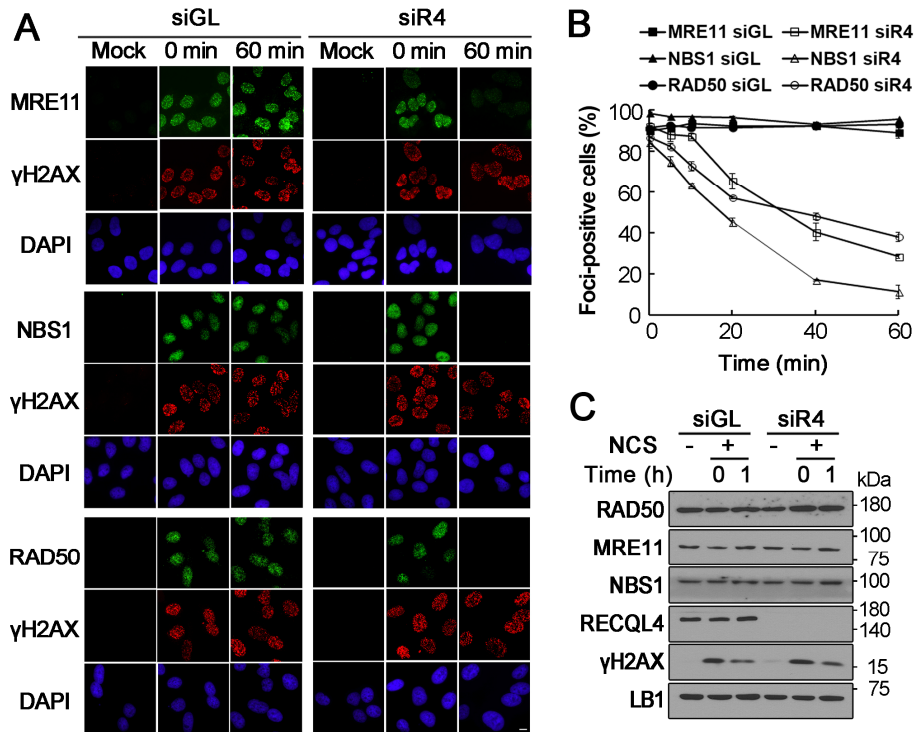 A
siGL siR4
Mock 0 min 60 min Mock 0 min 60 min
MRE11
γH2AX
DAPI
NBS1
γH2AX
DAPI
RAD50
γH2AX
DAPI
B
MRE11 siGL MRE11 siR4
NBS1 siGL NBS1 siR4
RAD50 siGL RAD50 siR4
Foci-positive cells (%)
100
80
60
40
20
0
0 20 40 60
Time (min)
C
siGL siR4
NCS - + - +
Time (h) 0 1 0 1 kDa
RAD50 180
MRE11 100
75
NBS1 100
RECQL4 180
140
γH2AX 15
75
LB1